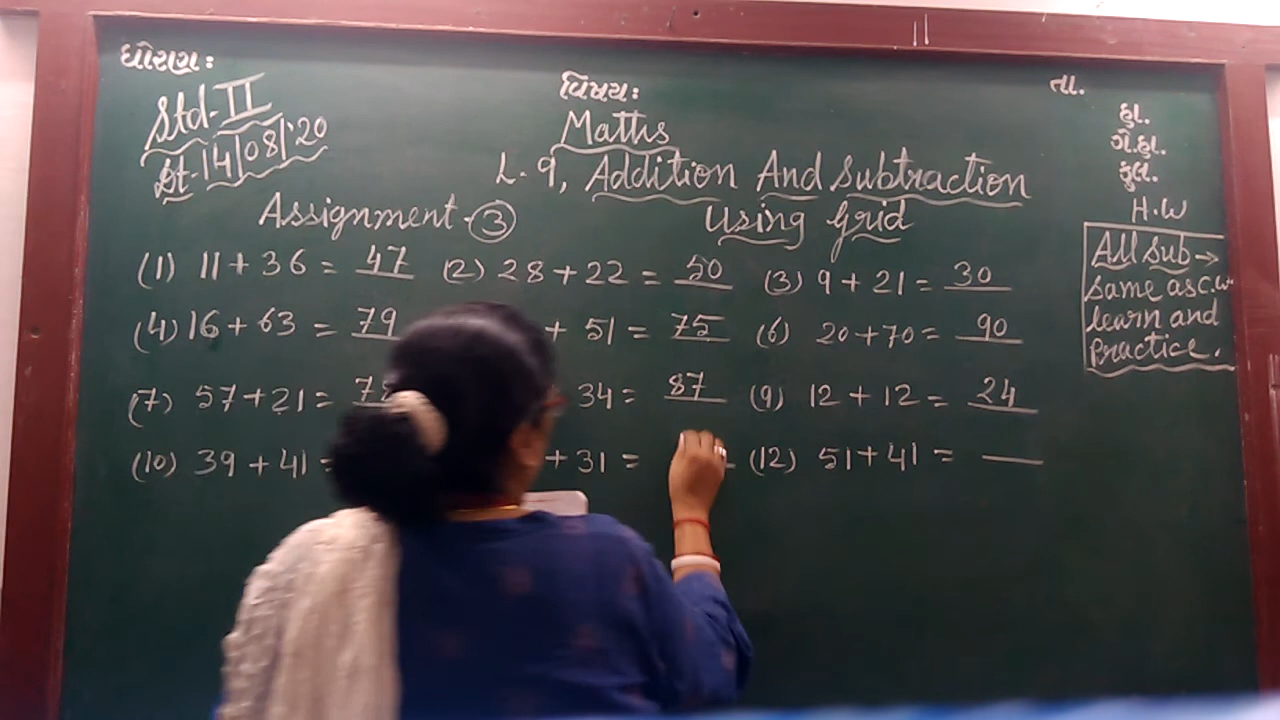 ધોરણ:
વિષય:
તા.
Std-II
Maths
હા.
Dt-14/08/'20
ગે.હા.
કુલ.
L-9, Addition And Subtraction
Using Grid
Assignment-3
H.W
All Sub→
Same as C.W.
learn and
Practice.
(1) 11+36= 47 (2) 28+22= 50 (3) 9+21= 30
(4) 16+63= 79 + 51= 75 (6) 20+70= 90
(7) 57+21= 34= 87 (9) 12+12= 24
(10) 39+41= +31= (12) 51+41=